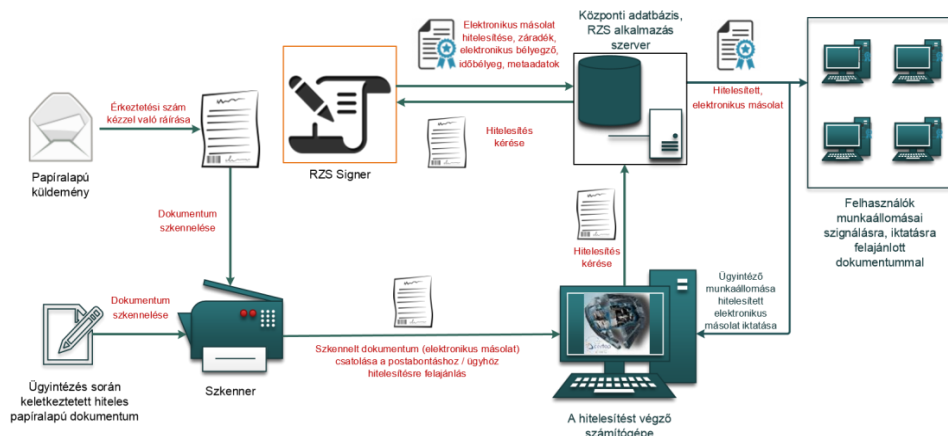 Érkeztetési szám
kézzel való ráírása
Papíralapú
küldemény
Elektronikus másolat
hitelesítése, záradék,
elektronikus bélyegző,
időbélyeg, metaadatok
Központi adatbázis,
RZS alkalmazás
szerver
RZS Signer
Hitelesítés
kérése
Hitelesített,
elektronikus másolat
Felhasználók
munkaállomásai
szignálásra, iktatásra
felajánlott
dokumentummal
Dokumentum
szkennelése
Hitelesítés
kérése
Ügyintéző
munkaállomása
hitelesített
elektronikus
másolat iktatása
Dokumentum
szkennelése
Ügyintézés során
keletkeztetett hiteles
papíralapú dokumentum
Szkenner
Szkennelt dokumentum (elektronikus másolat)
csatolása a postabontáshoz / ügyhöz
hitelesítésre felajánlás
A hitelesítést végző
számítógépe